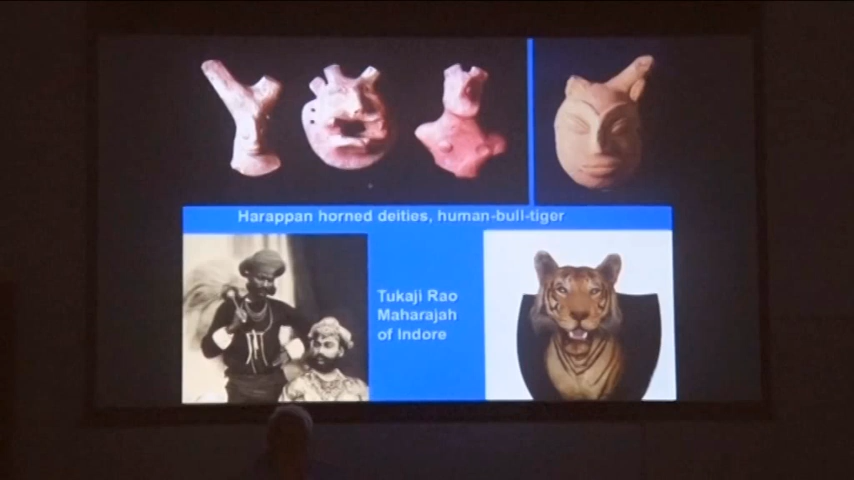 Harappan horned deities, human-bull-tiger
Tukaji Rao
Maharajah
of Indore